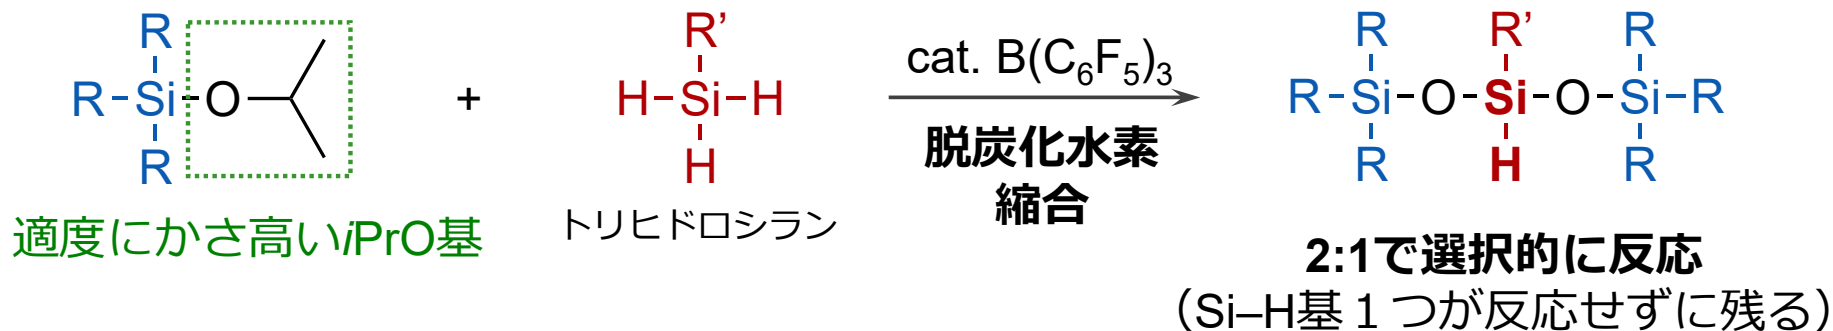 R R' R R' R
R–Si–O + H–Si–H cat. B(C₆F₅)₃ R–Si–O–Si–O–Si–R
R H 脱炭化水素 R H R
縮合
適度にかさ高いiPrO基
トリヒドロシラン
2:1で選択的に反応
（Si–H基１つが反応せずに残る）